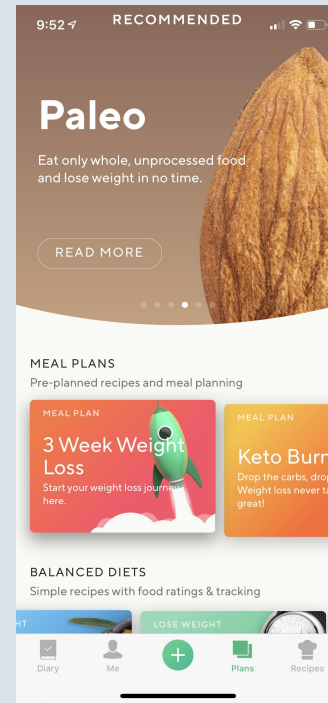 9:52
RECOMMENDED
Paleo
Eat only whole, unprocessed food
and lose weight in no time.
READ MORE
MEAL PLANS
Pre-planned recipes and meal planning
MEAL PLAN
3 Week Weight
Loss
Start your weight loss journey
here.
MEAL PLAN
Keto Burn
Drop the carbs, drop
Weight loss never ta
great!
BALANCED DIETS
Simple recipes with food ratings & tracking
HT
LOSE WEIGHT
Diary
Me
Plans
Recipes